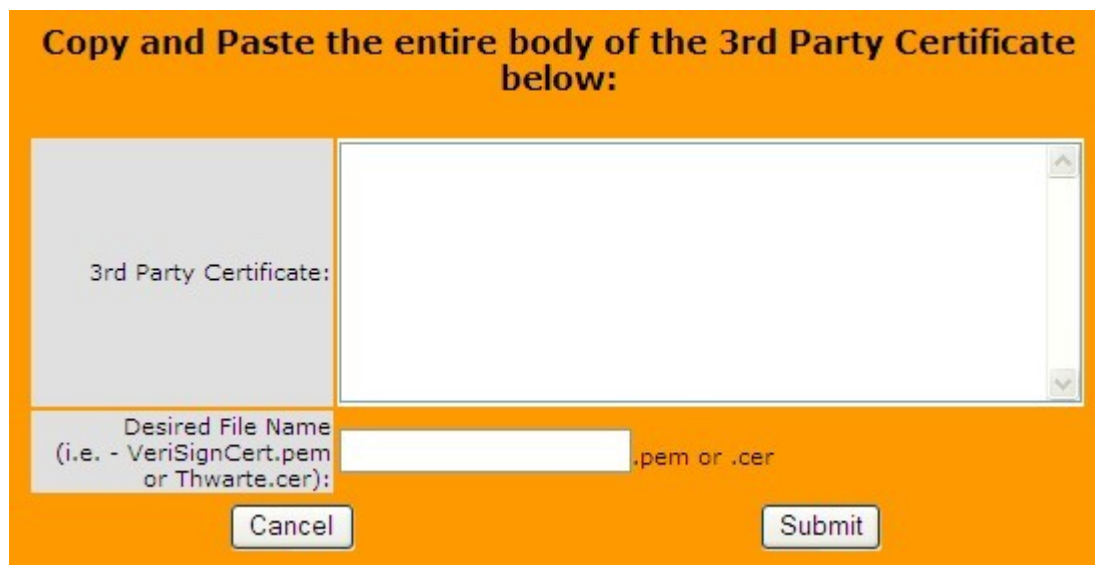 Copy and Paste the entire body of the 3rd Party Certificate
below:
3rd Party Certificate:
Desired File Name
(i.e. - VeriSignCert.pem
or Thwarte.cer):
.pem or .cer
Cancel
Submit